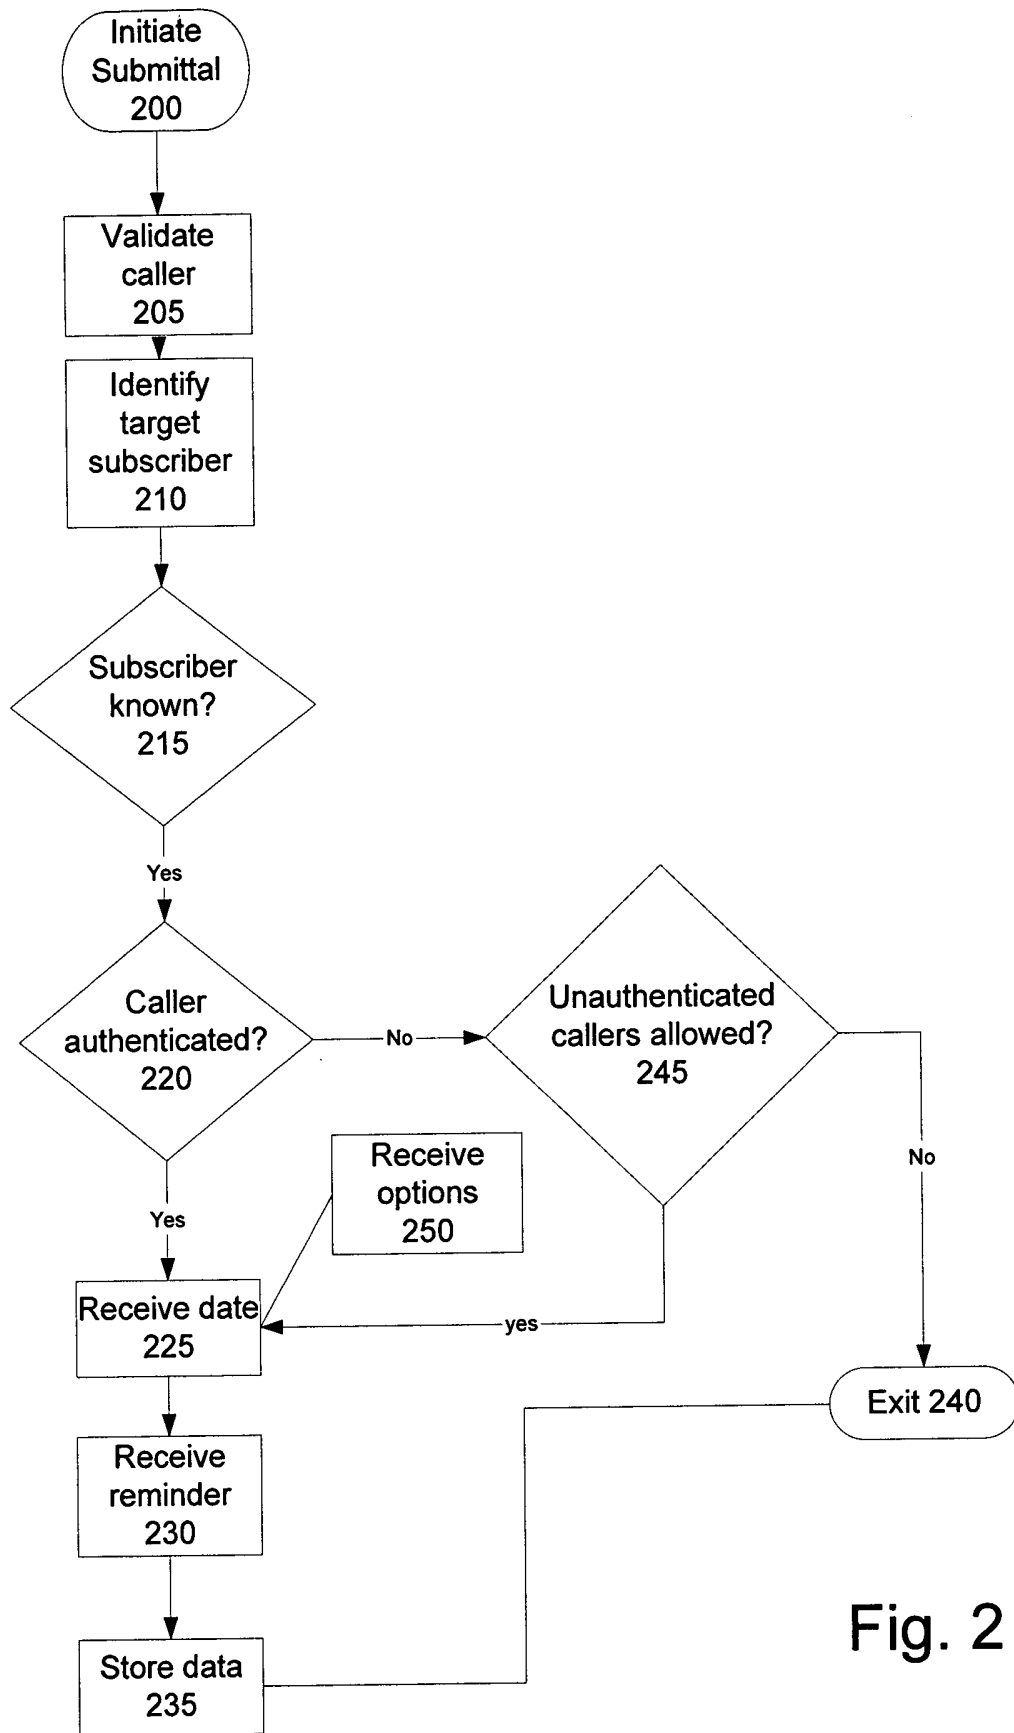 Initiate
Submittal
200
Validate
caller
205
Identify
target
subscriber
210
Subscriber
known?
215
Yes
Caller
authenticated?
220
No
Unauthenticated
callers allowed?
245
No
Yes
Receive
options
250
Receive date
225
yes
Exit 240
Receive
reminder
230
Store data
235
Fig. 2